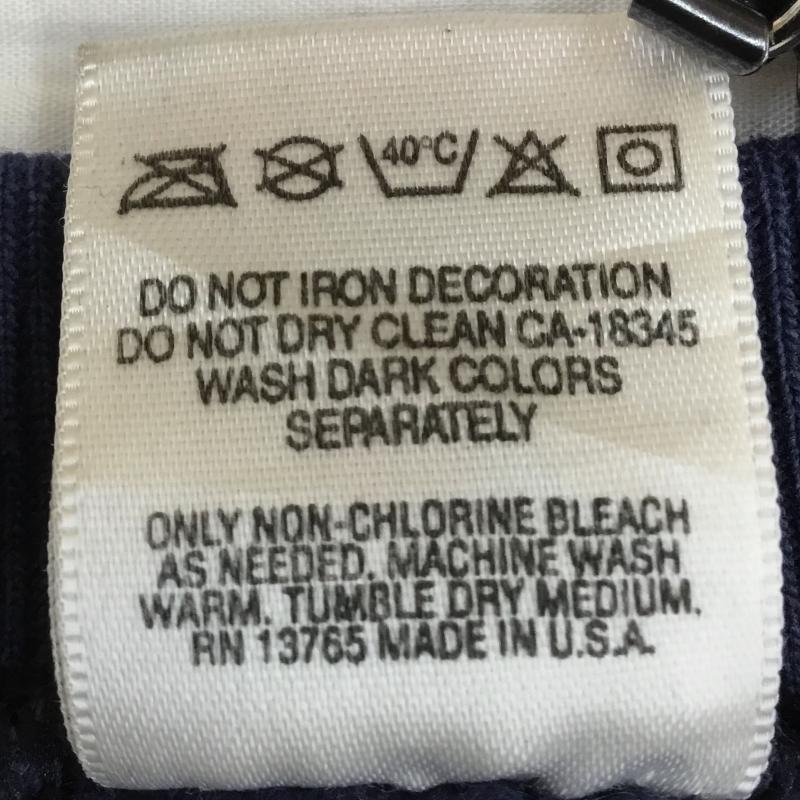 40°C
DO NOT IRON DECORATION
DO NOT DRY CLEAN CA-18345
WASH DARK COLORS
SEPARATELY
ONLY NON-CHLORINE BLEACH
AS NEEDED. MACHINE WASH
WARM. TUMBLE DRY MEDIUM.
RN 13765 MADE IN U.S.A.